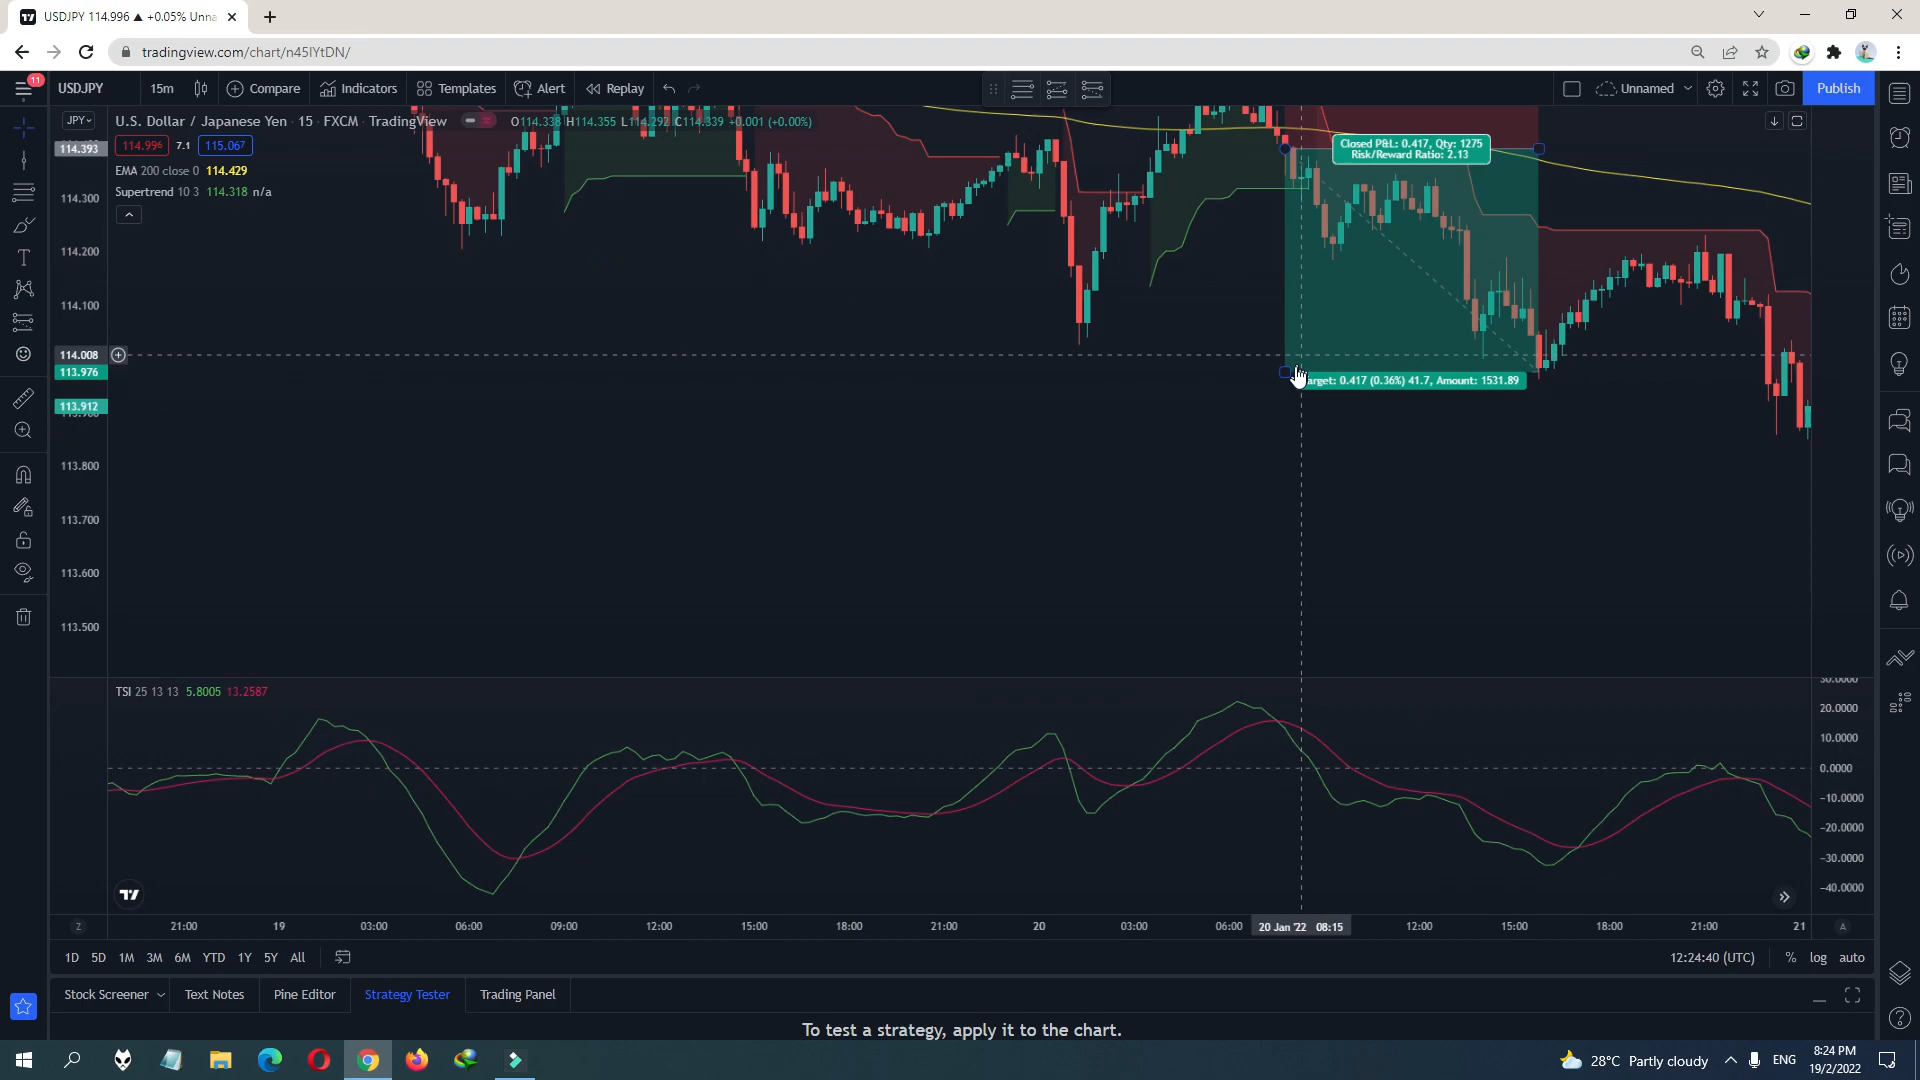 USDJPY 114.996 ▲ +0.05% Unna
tradingview.com/chart/n45IYtDN/
11
USDJPY 15m Compare Indicators Templates Alert Replay Unnamed Publish
JPY
U.S. Dollar / Japanese Yen · 15 · FXCM · TradingView O114.338 H114.355 L114.292 C114.339 +0.001 (+0.00%)
114.996 7.1 115.067
EMA 200 close 0 114.429
Supertrend 10 3 114.318 n/a
Closed P&L: 0.417, Qty: 1275
Risk/Reward Ratio: 2.13
114.393
114.300
114.200
114.100
114.008
113.976
113.912
113.800
113.700
113.600
113.500
arget: 0.417 (0.36%) 41.7, Amount: 1531.89
TSI 25 13 13 5.8005 13.2587
30.0000
20.0000
10.0000
0.0000
-10.0000
-20.0000
-30.0000
-40.0000
Z 21:00 19 03:00 06:00 09:00 12:00 15:00 18:00 21:00 20 03:00 06:00 20 Jan '22 08:15 12:00 15:00 18:00 21:00 21 A
1D 5D 1M 3M 6M YTD 1Y 5Y All 12:24:40 (UTC) % log auto
Stock Screener Text Notes Pine Editor Strategy Tester Trading Panel
To test a strategy, apply it to the chart.
28°C Partly cloudy ENG 8:24 PM
19/2/2022